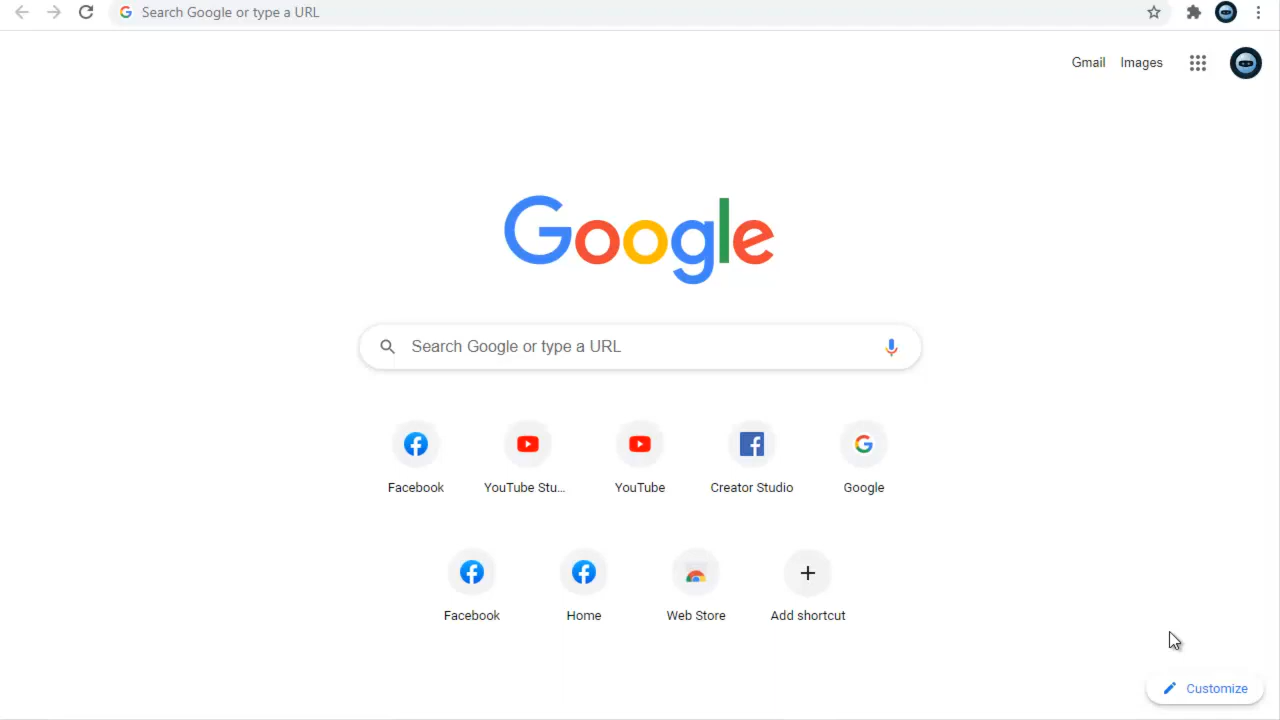 Search Google or type a URL
Gmail Images
Google
Search Google or type a URL
Facebook YouTube Stu... YouTube Creator Studio Google
Facebook Home Web Store Add shortcut
Customize